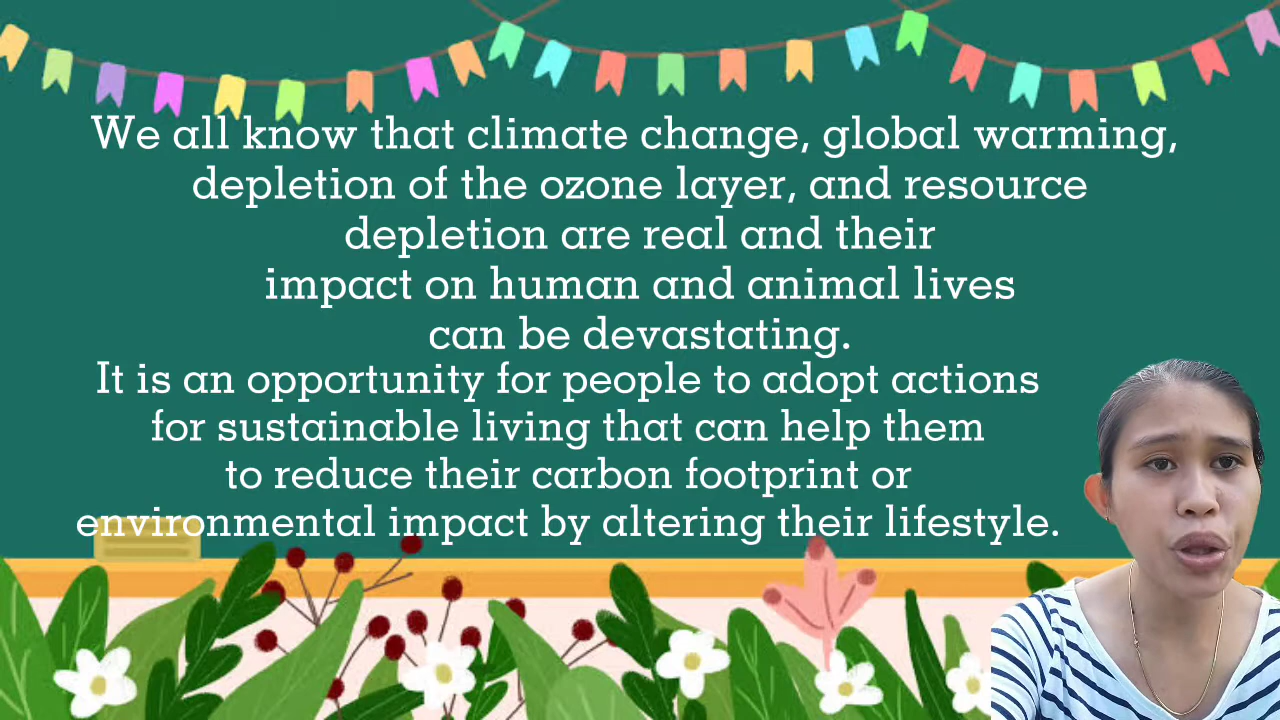 We all know that climate change, global warming,
depletion of the ozone layer, and resource
depletion are real and their
impact on human and animal lives
can be devastating.
It is an opportunity for people to adopt actions
for sustainable living that can help them
to reduce their carbon footprint or
environmental impact by altering their lifestyle.